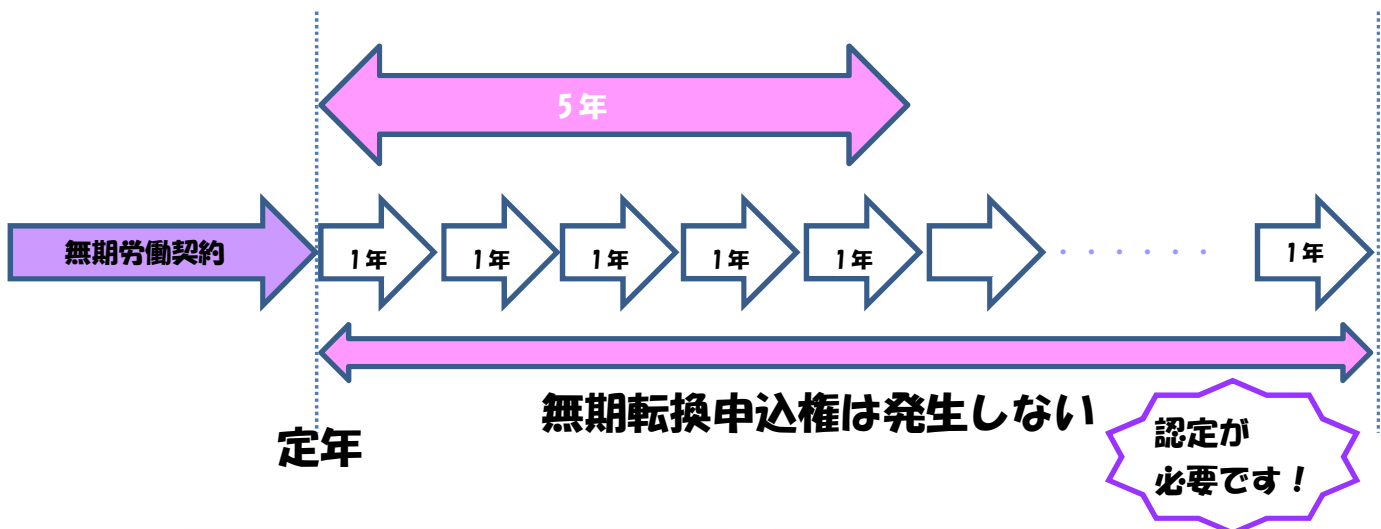 5年
無期労働契約
1年
1年
1年
1年
1年
・・・・・・
1年
無期転換申込権は発生しない
定年
認定が
必要です！